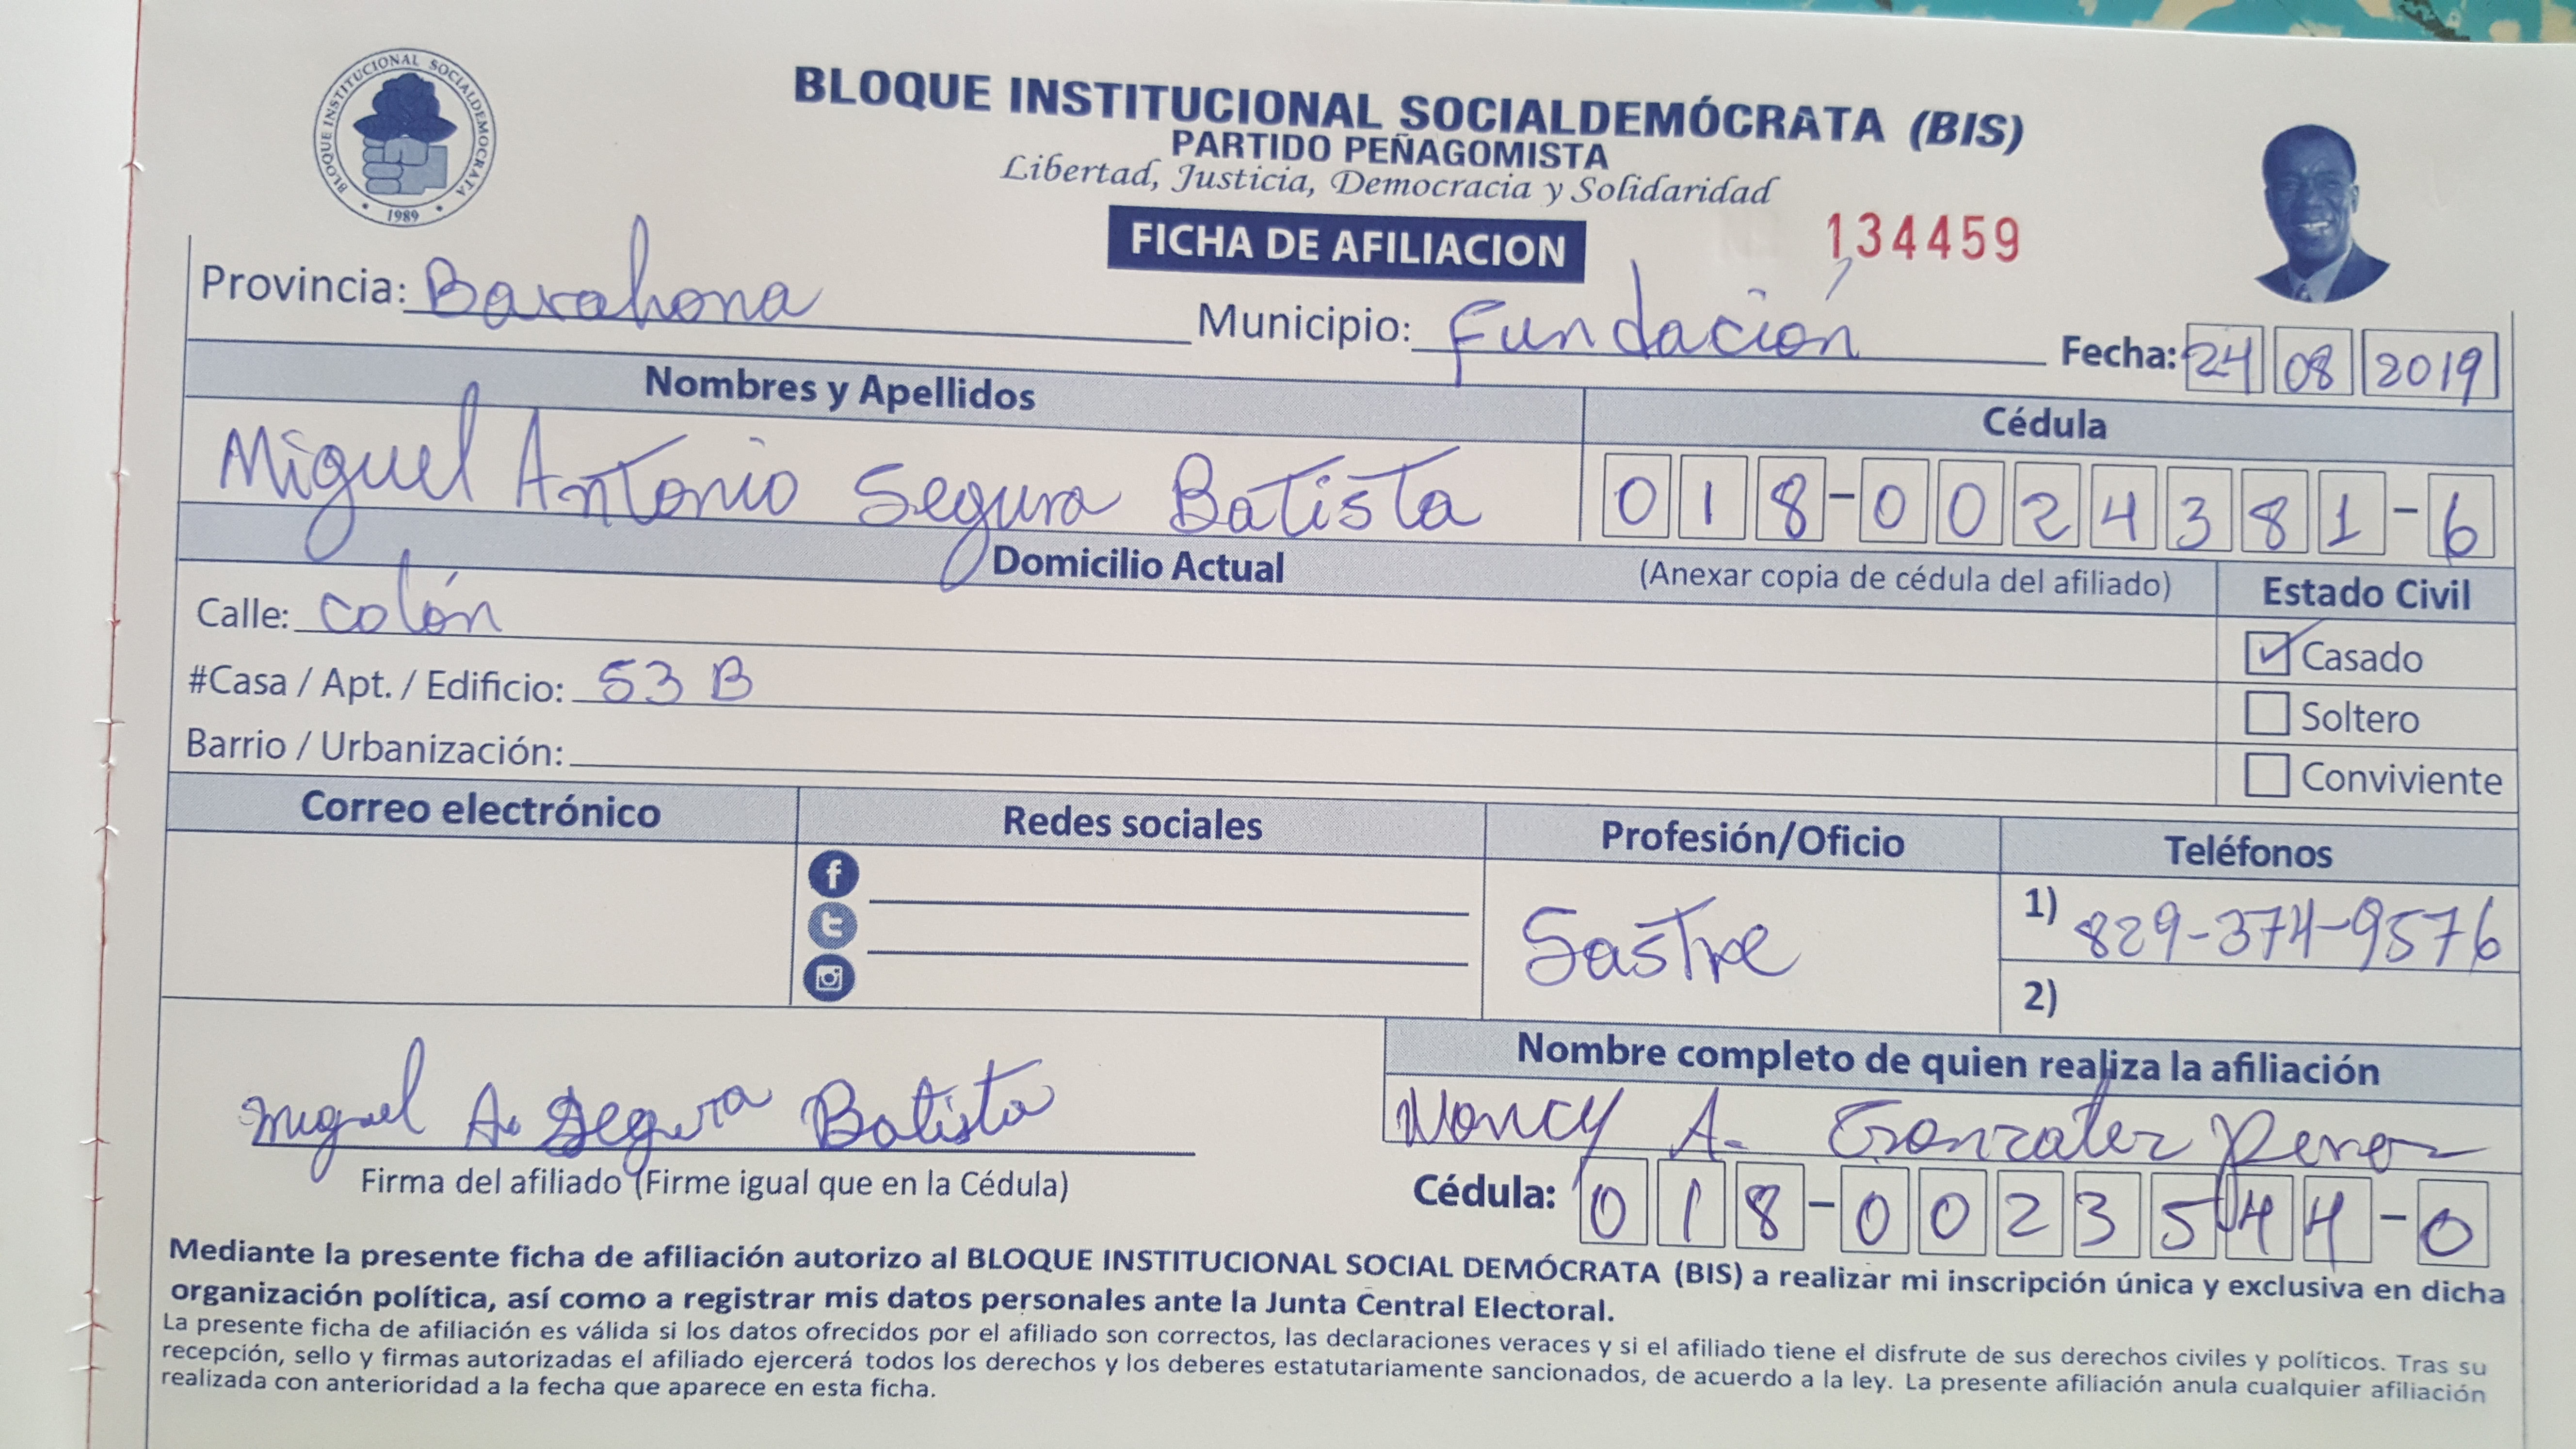 BLOQUE INSTITUCIONAL SOCIALDEMOCRATA
1989
BLOQUE INSTITUCIONAL SOCIALDEMÓCRATA (BIS)
PARTIDO PEÑAGOMISTA
Libertad, Justicia, Democracia y Solidaridad
FICHA DE AFILIACION
134459
Provincia: Barahona
Municipio: Fundación
Fecha: 24 08 2019
Nombres y Apellidos
Cédula
Miguel Antonio Segura Batista
018-0024381-6
Domicilio Actual
(Anexar copia de cédula del afiliado)
Estado Civil
Calle: Colón
Casado
#Casa / Apt. / Edificio: 53 B
Soltero
Barrio / Urbanización:
Conviviente
Correo electrónico
Redes sociales
Profesión/Oficio
Teléfonos
Sastre
1) 829-374-9576
2)
Nombre completo de quien realiza la afiliación
Miguel A. Segura Batista
Nancy A. Gonzalez Perez
Firma del afiliado (Firme igual que en la Cédula)
Cédula: 018-0023544-0
Mediante la presente ficha de afiliación autorizo al BLOQUE INSTITUCIONAL SOCIAL DEMÓCRATA (BIS) a realizar mi inscripción única y exclusiva en dicha
organización política, así como a registrar mis datos personales ante la Junta Central Electoral.
La presente ficha de afiliación es válida si los datos ofrecidos por el afiliado son correctos, las declaraciones veraces y si el afiliado tiene el disfrute de sus derechos civiles y políticos. Tras su
recepción, sello y firmas autorizadas el afiliado ejercerá todos los derechos y los deberes estatutariamente sancionados, de acuerdo a la ley. La presente afiliación anula cualquier afiliación
realizada con anterioridad a la fecha que aparece en esta ficha.